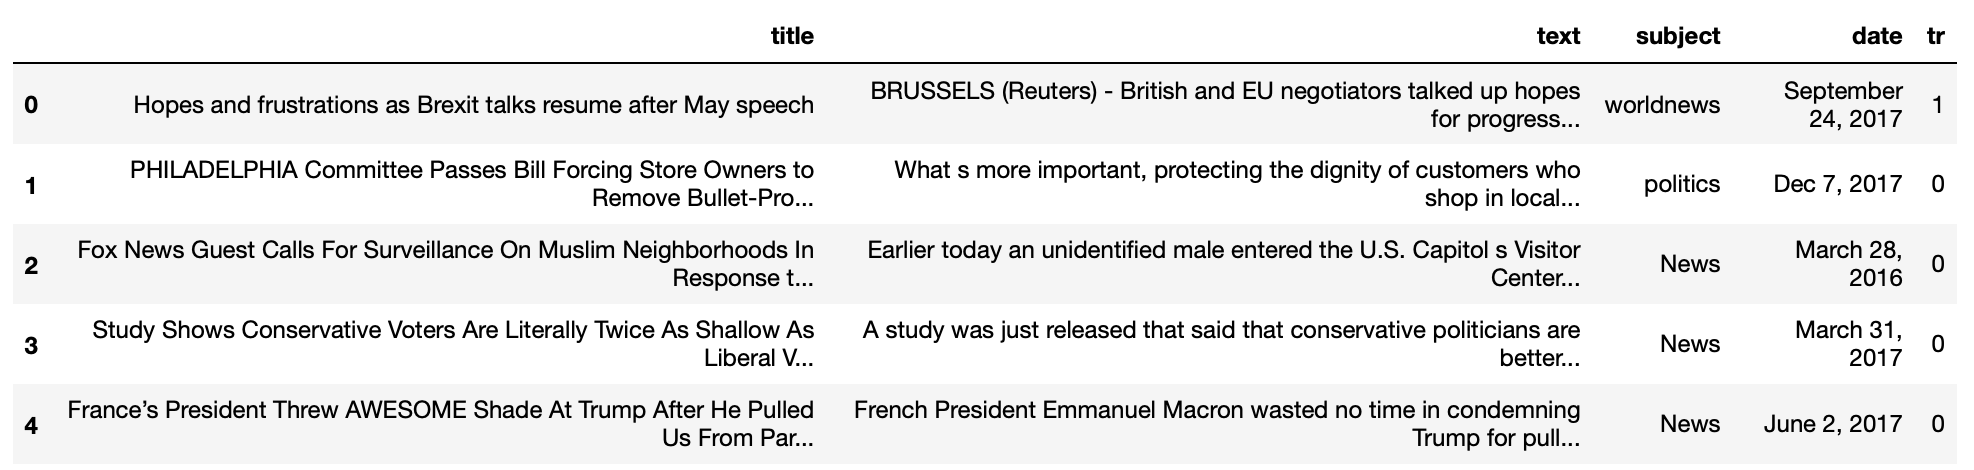 title text subject date tr
0 Hopes and frustrations as Brexit talks resume after May speech BRUSSELS (Reuters) - British and EU negotiators talked up hopes for progress... worldnews September 24, 2017 1
1 PHILADELPHIA Committee Passes Bill Forcing Store Owners to Remove Bullet-Pro... What s more important, protecting the dignity of customers who shop in local... politics Dec 7, 2017 0
2 Fox News Guest Calls For Surveillance On Muslim Neighborhoods In Response t... Earlier today an unidentified male entered the U.S. Capitol s Visitor Center... News March 28, 2016 0
3 Study Shows Conservative Voters Are Literally Twice As Shallow As Liberal V... A study was just released that said that conservative politicians are better... News March 31, 2017 0
4 France’s President Threw AWESOME Shade At Trump After He Pulled Us From Par... French President Emmanuel Macron wasted no time in condemning Trump for pull... News June 2, 2017 0